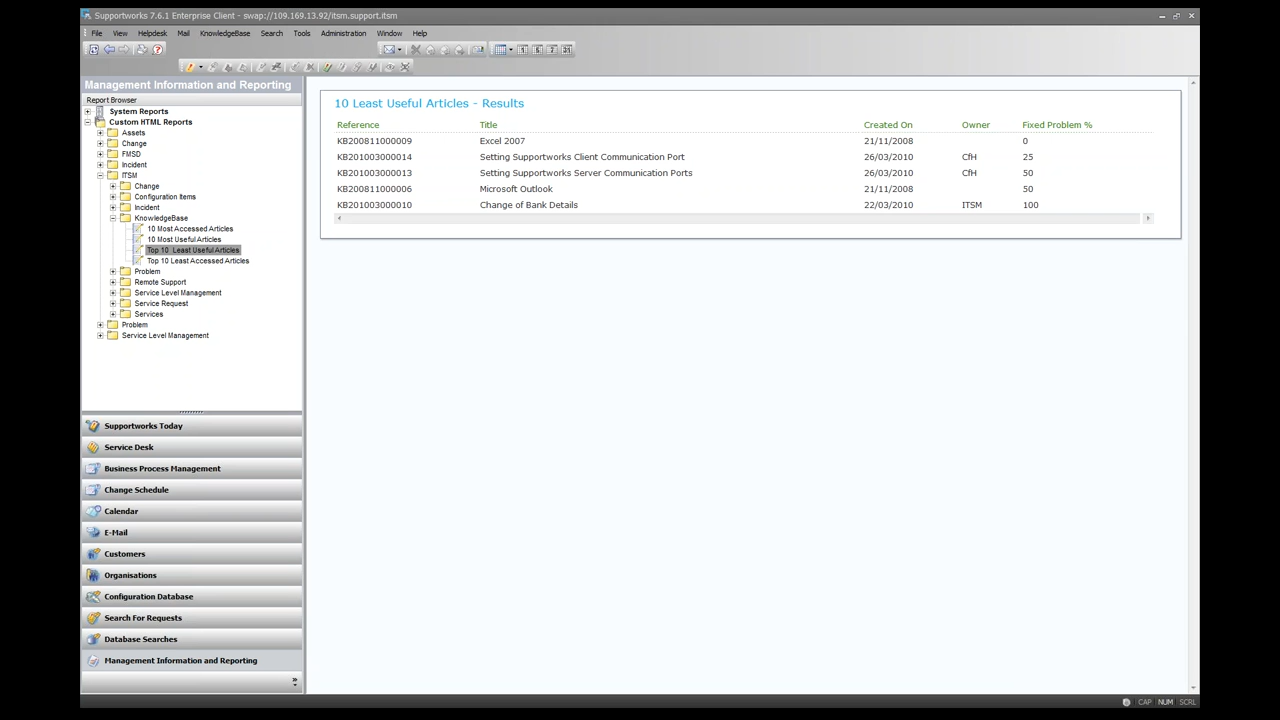 Supportworks 7.6.1 Enterprise Client - swap://109.169.13.92/itsm.support.itsm
File View Helpdesk Mail KnowledgeBase Search Tools Administration Window Help
Management Information and Reporting
Report Browser
System Reports
Custom HTML Reports
Assets
Change
FMSD
Incident
ITSM
Change
Configuration Items
Incident
KnowledgeBase
10 Most Accessed Articles
10 Most Useful Articles
Top 10 Least Useful Articles
Top 10 Least Accessed Articles
Problem
Remote Support
Service Level Management
Service Request
Services
Problem
Service Level Management
Supportworks Today
Service Desk
Business Process Management
Change Schedule
Calendar
E-Mail
Customers
Organisations
Configuration Database
Search For Requests
Database Searches
Management Information and Reporting
10 Least Useful Articles - Results
Reference Title Created On Owner Fixed Problem %
KB200811000009 Excel 2007 21/11/2008 0
KB201003000014 Setting Supportworks Client Communication Port 26/03/2010 CfH 25
KB201003000013 Setting Supportworks Server Communication Ports 26/03/2010 CfH 50
KB200811000006 Microsoft Outlook 21/11/2008 50
KB201003000010 Change of Bank Details 22/03/2010 ITSM 100
CAP NUM SCRL